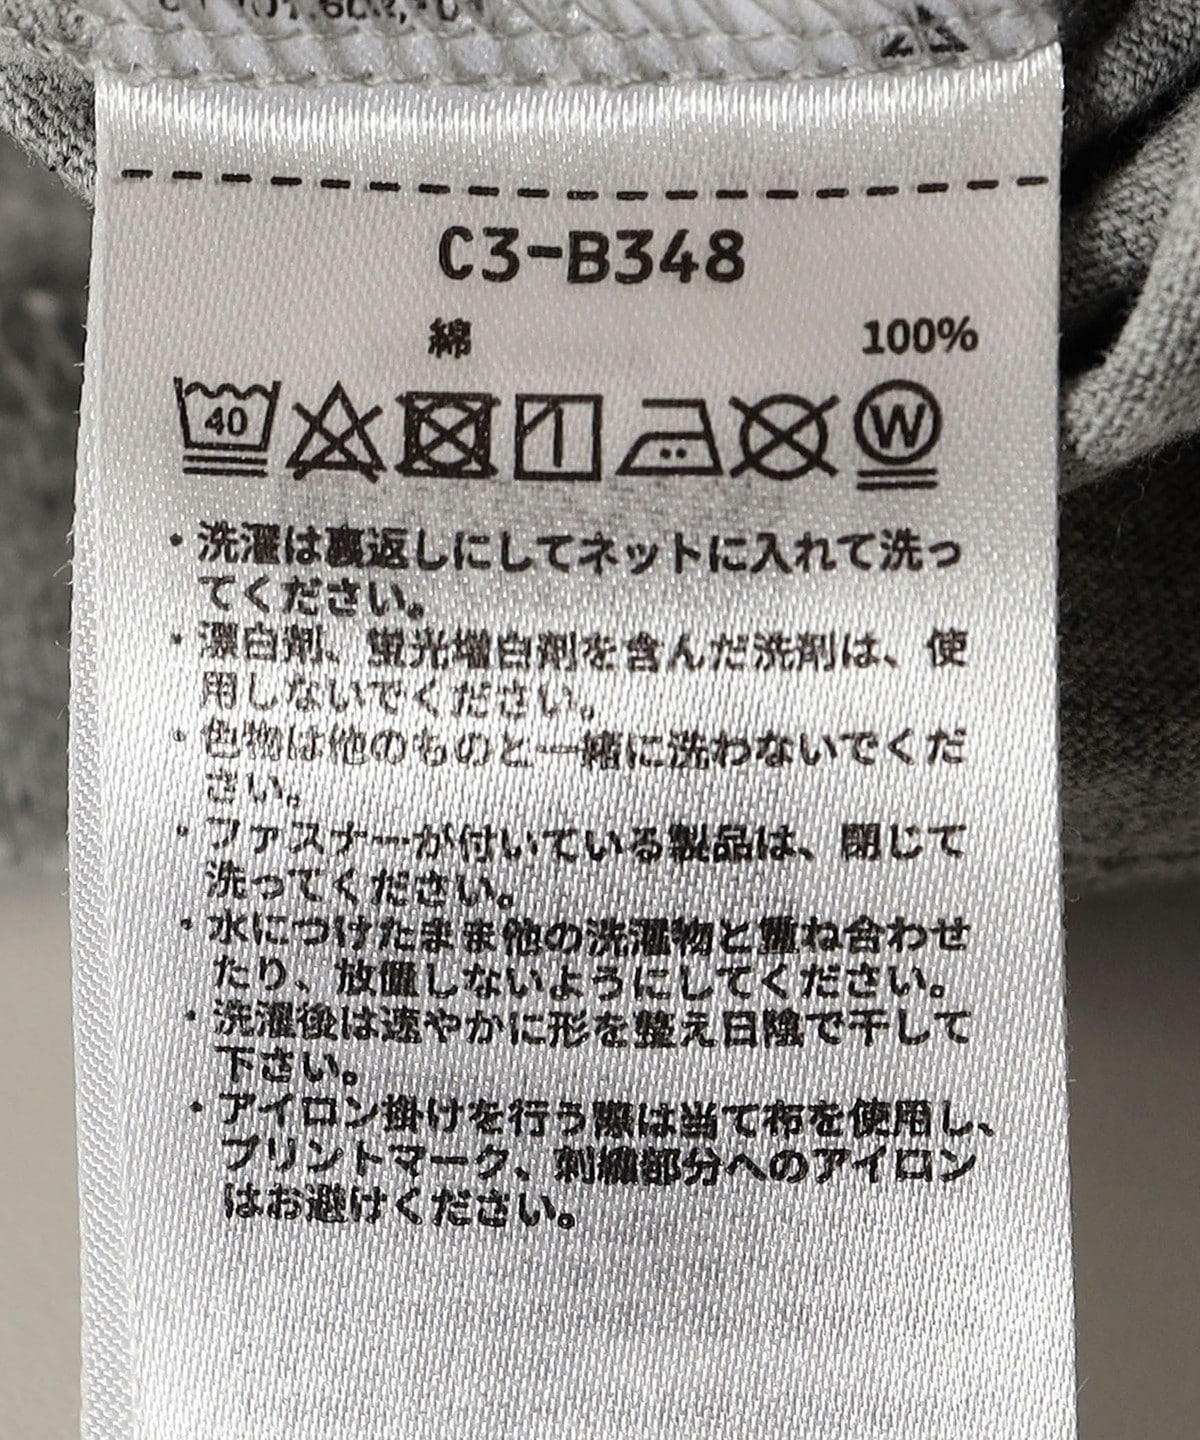 C3-B348
綿 100%
40 W
・洗濯は裏返しにしてネットに入れて洗っ
てください。
・漂白剤、蛍光増白剤を含んだ洗剤は、使
用しないでください。
・色物は他のものと一緒に洗わないでくだ
さい。
・ファスナーが付いている製品は、閉じて
洗ってください。
・水につけたまま他の洗濯物と重ね合わせ
たり、放置しないようにしてください。
・洗濯後は速やかに形を整え日陰で干して
下さい。
・アイロン掛けを行う際は当て布を使用し、
プリントマーク、刺繍部分へのアイロン
はお避けください。